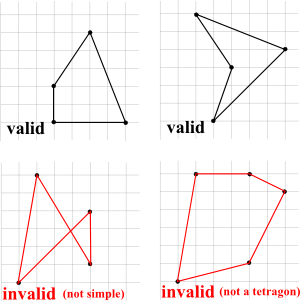 valid
valid
invalid (not simple)
invalid (not a tetragon)